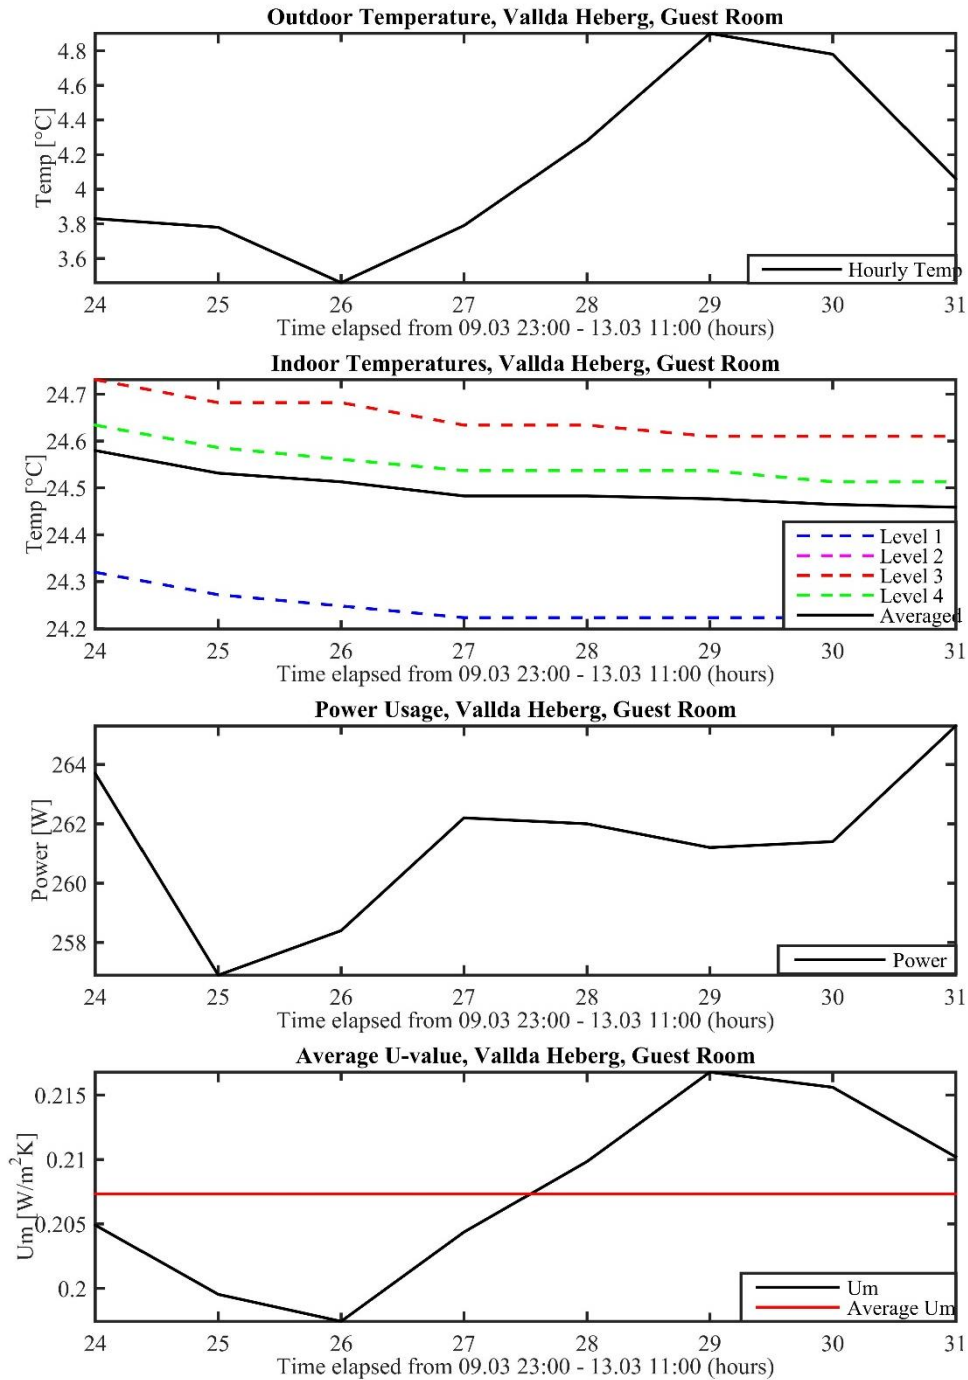 Outdoor Temperature, Vallda Heberg, Guest Room
Temp [°C]
4.8
4.6
4.4
4.2
4
3.8
3.6
Hourly Temp
24 25 26 27 28 29 30 31
Time elapsed from 09.03 23:00 - 13.03 11:00 (hours)
Indoor Temperatures, Vallda Heberg, Guest Room
Temp [°C]
24.7
24.6
24.5
24.4
24.3
24.2
Level 1
Level 2
Level 3
Level 4
Averaged
24 25 26 27 28 29 30 31
Time elapsed from 09.03 23:00 - 13.03 11:00 (hours)
Power Usage, Vallda Heberg, Guest Room
Power [W]
264
262
260
258
Power
24 25 26 27 28 29 30 31
Time elapsed from 09.03 23:00 - 13.03 11:00 (hours)
Average U-value, Vallda Heberg, Guest Room
Um [W/m²K]
0.215
0.21
0.205
0.2
Um
Average Um
24 25 26 27 28 29 30 31
Time elapsed from 09.03 23:00 - 13.03 11:00 (hours)